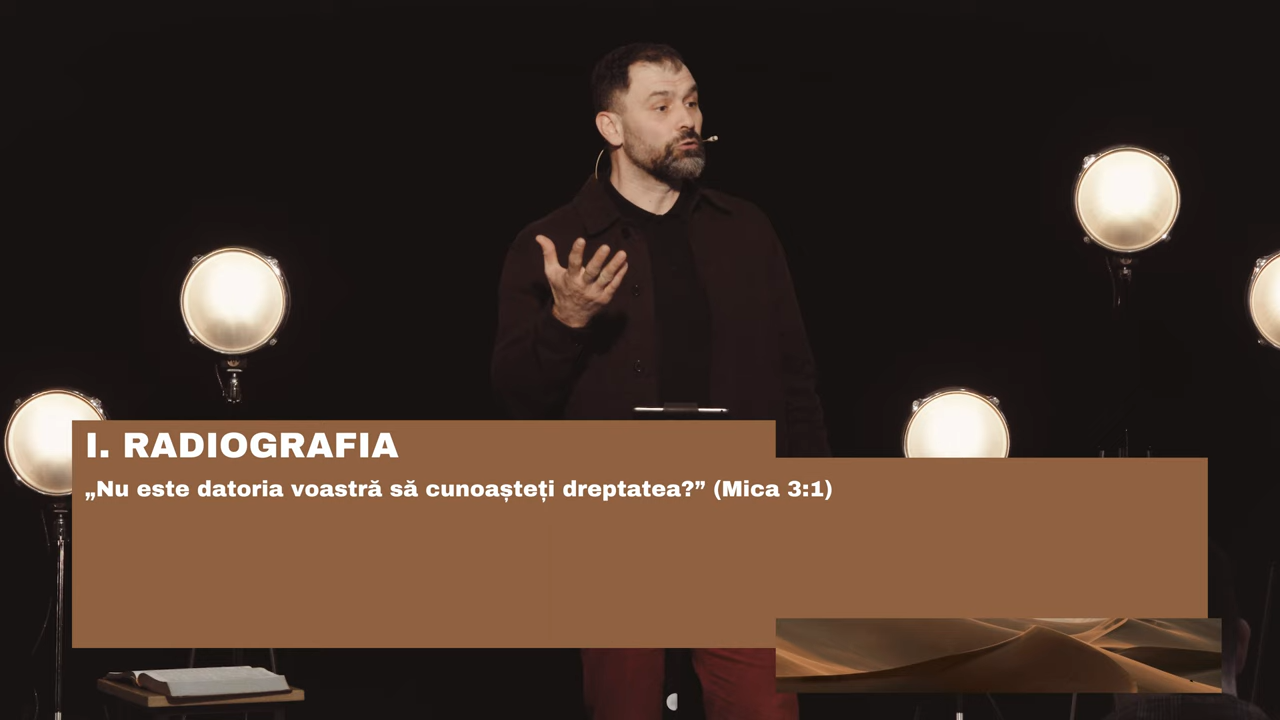 I. RADIOGRAFIA
„Nu este datoria voastră să cunoașteți dreptatea?” (Mica 3:1)